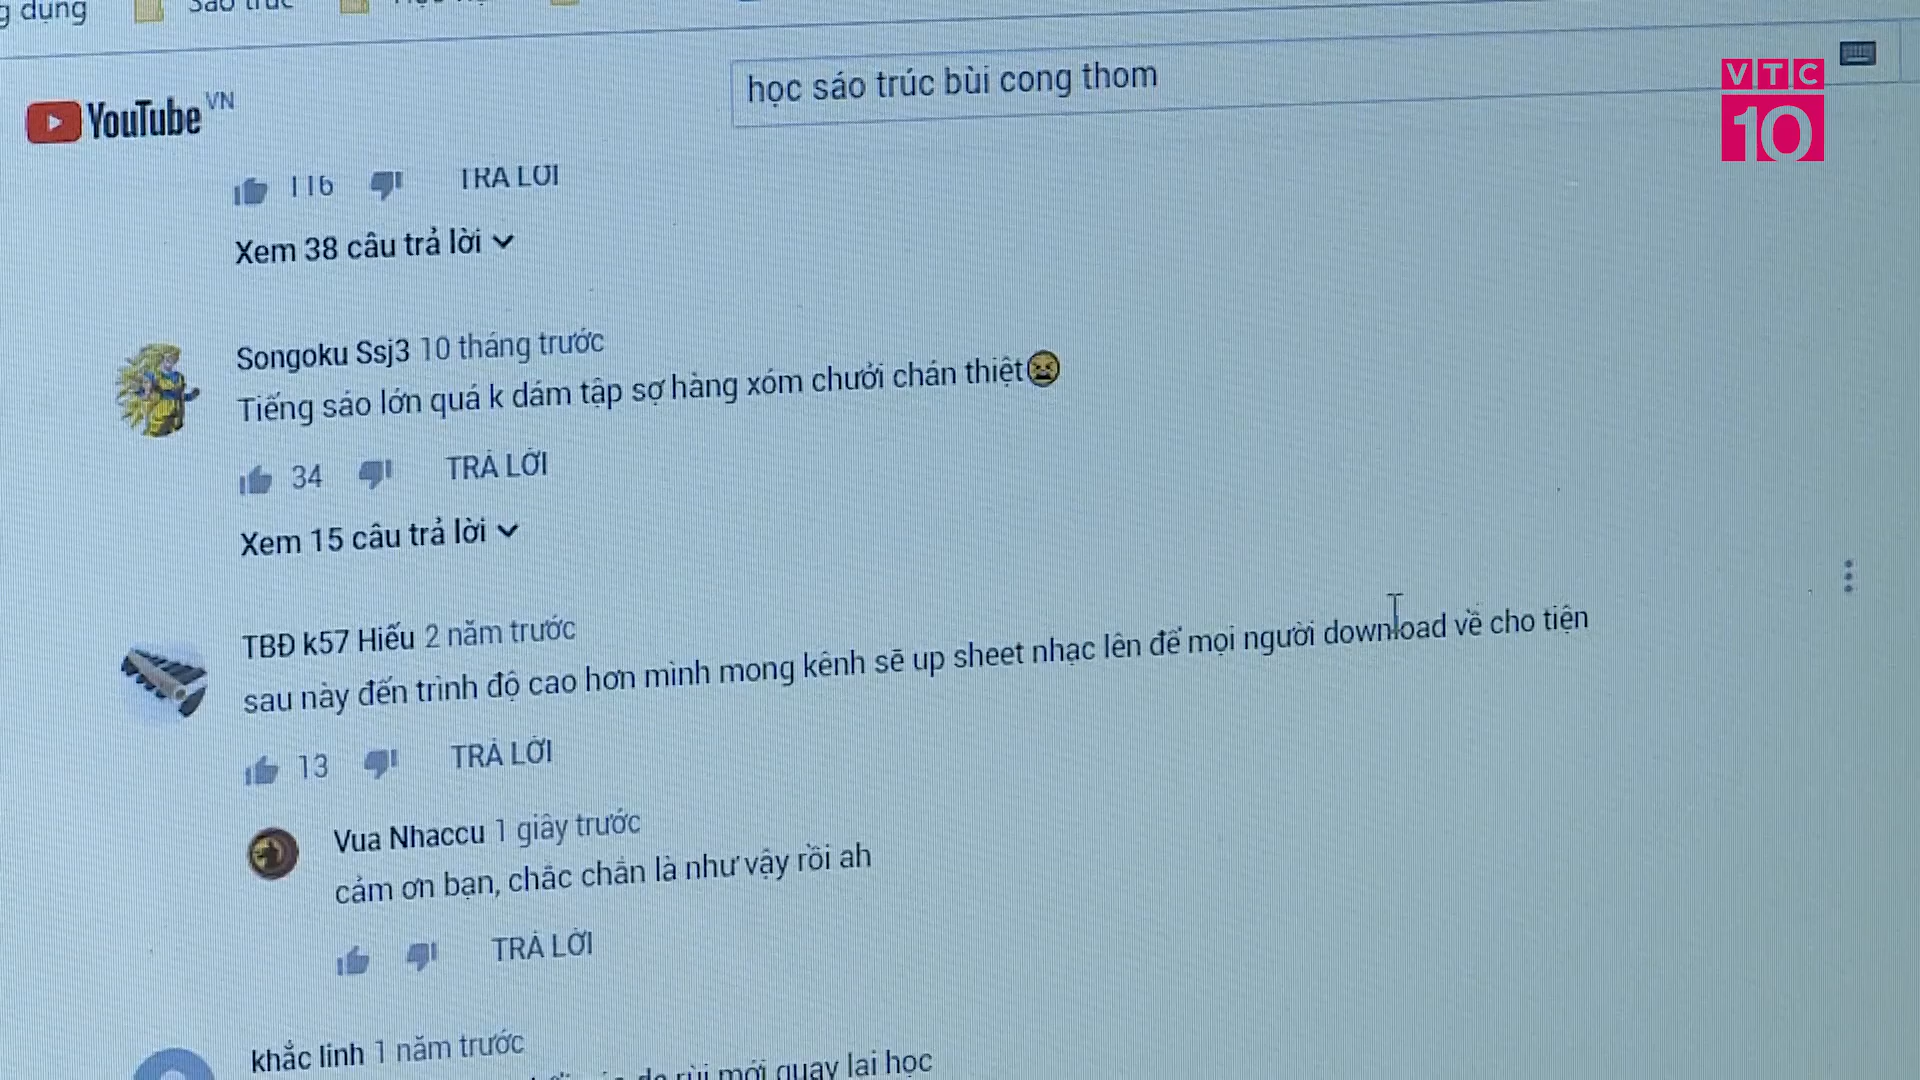 dụng
YouTube VN
học sáo trúc bùi cong thom
VTC
10
116 TRẢ LỜI
Xem 38 câu trả lời
Songoku Ssj3 10 tháng trước
Tiếng sáo lớn quá k dám tập sợ hàng xóm chười chán thiệt
34 TRẢ LỜI
Xem 15 câu trả lời
TBĐ k57 Hiếu 2 năm trước
sau này đến trình độ cao hơn mình mong kênh sẽ up sheet nhạc lên để mọi người download về cho tiện
13 TRẢ LỜI
Vua Nhaccu 1 giây trước
cảm ơn bạn, chắc chắn là như vậy rồi ah
TRẢ LỜI
khắc linh 1 năm trước
rùi mới quay lai học